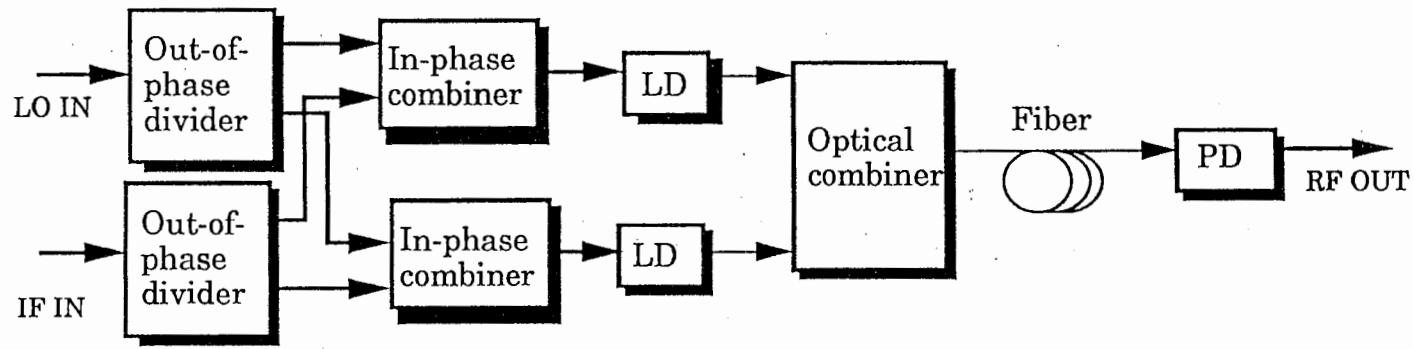 Out-of-
phase
divider
LO IN
In-phase
combiner
LD
Out-of-
phase
divider
IF IN
In-phase
combiner
LD
Optical
combiner
Fiber
PD
RF OUT